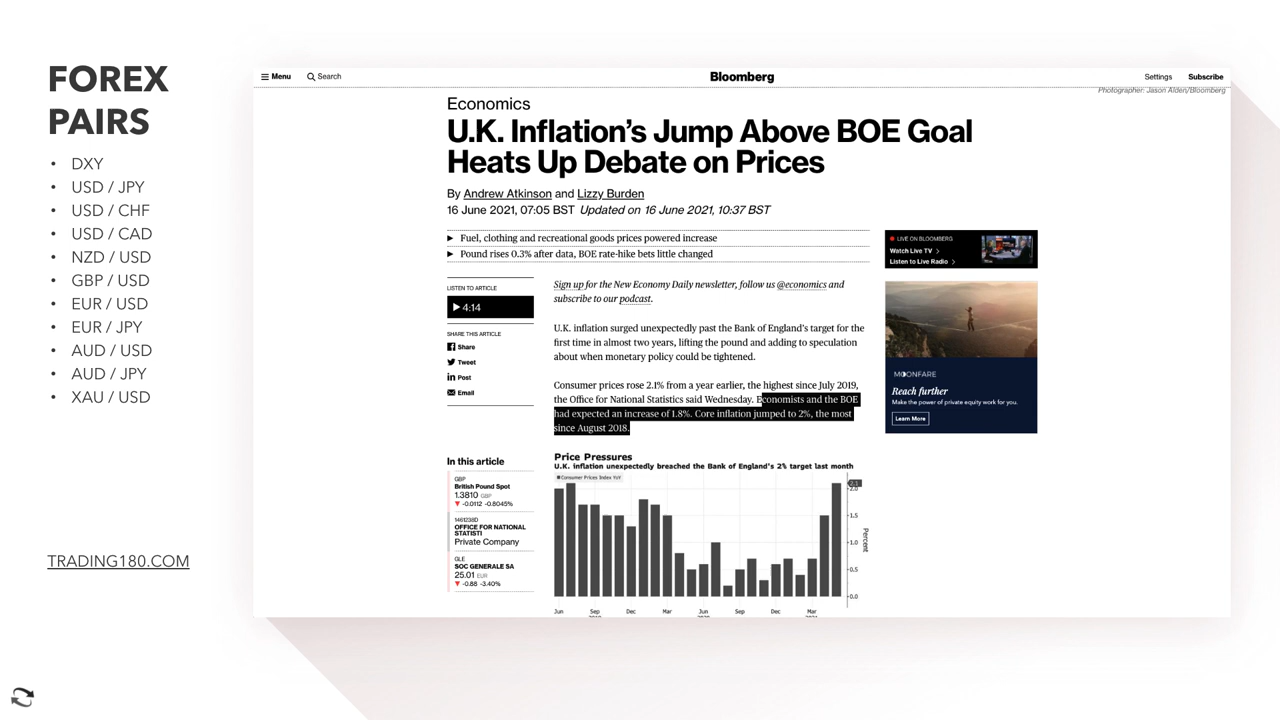 FOREX
PAIRS
• DXY
• USD / JPY
• USD / CHF
• USD / CAD
• NZD / USD
• GBP / USD
• EUR / USD
• EUR / JPY
• AUD / USD
• AUD / JPY
• XAU / USD
TRADING180.COM
Menu
Search
Bloomberg
Settings
Subscribe
Photographer: Jason Alden/Bloomberg
Economics
U.K. Inflation's Jump Above BOE Goal
Heats Up Debate on Prices
By Andrew Atkinson and Lizzy Burden
16 June 2021, 07:05 BST Updated on 16 June 2021, 10:37 BST
Fuel, clothing and recreational goods prices powered increase
Pound rises 0.3% after data, BOE rate-hike bets little changed
LISTEN TO ARTICLE
4:14
SHARE THIS ARTICLE
Share
Tweet
Post
Email
Sign up for the New Economy Daily newsletter, follow us @economics and
subscribe to our podcast.
U.K. inflation surged unexpectedly past the Bank of England's target for the
first time in almost two years, lifting the pound and adding to speculation
about when monetary policy could be tightened.
Consumer prices rose 2.1% from a year earlier, the highest since July 2019,
the Office for National Statistics said Wednesday. Economists and the BOE
had expected an increase of 1.8%. Core inflation jumped to 2%, the most
since August 2018.
In this article
GBP
British Pound Spot
1.3810 GBP
▼ -0.0112 -0.8045%
1461238D
OFFICE FOR NATIONAL
STATISTI
Private Company
GLE
SOC GENERALE SA
25.01 EUR
▼ -0.88 -3.40%
Price Pressures
U.K. inflation unexpectedly breached the Bank of England's 2% target last month
Consumer Prices Index YoY
2.1
2.0
1.5
1.0
0.5
0.0
Percent
Jun Sep Dec Mar Jun Sep Dec Mar
LIVE ON BLOOMBERG
Watch Live TV
Listen to Live Radio
MOONFARE
Reach further
Make the power of private equity work for you.
Learn More